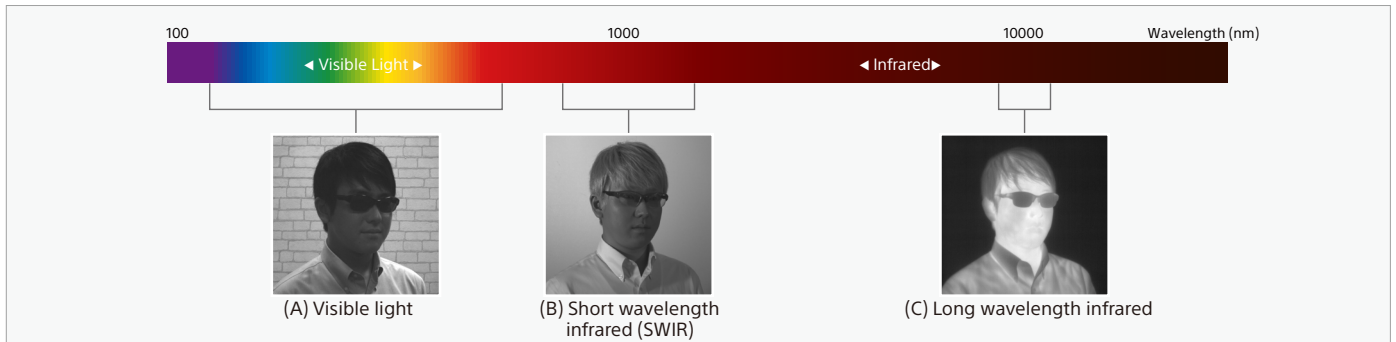 100 1000 10000 Wavelength (nm)
◄ Visible Light ► ◄ Infrared►
(A) Visible light
(B) Short wavelength
infrared (SWIR)
(C) Long wavelength infrared